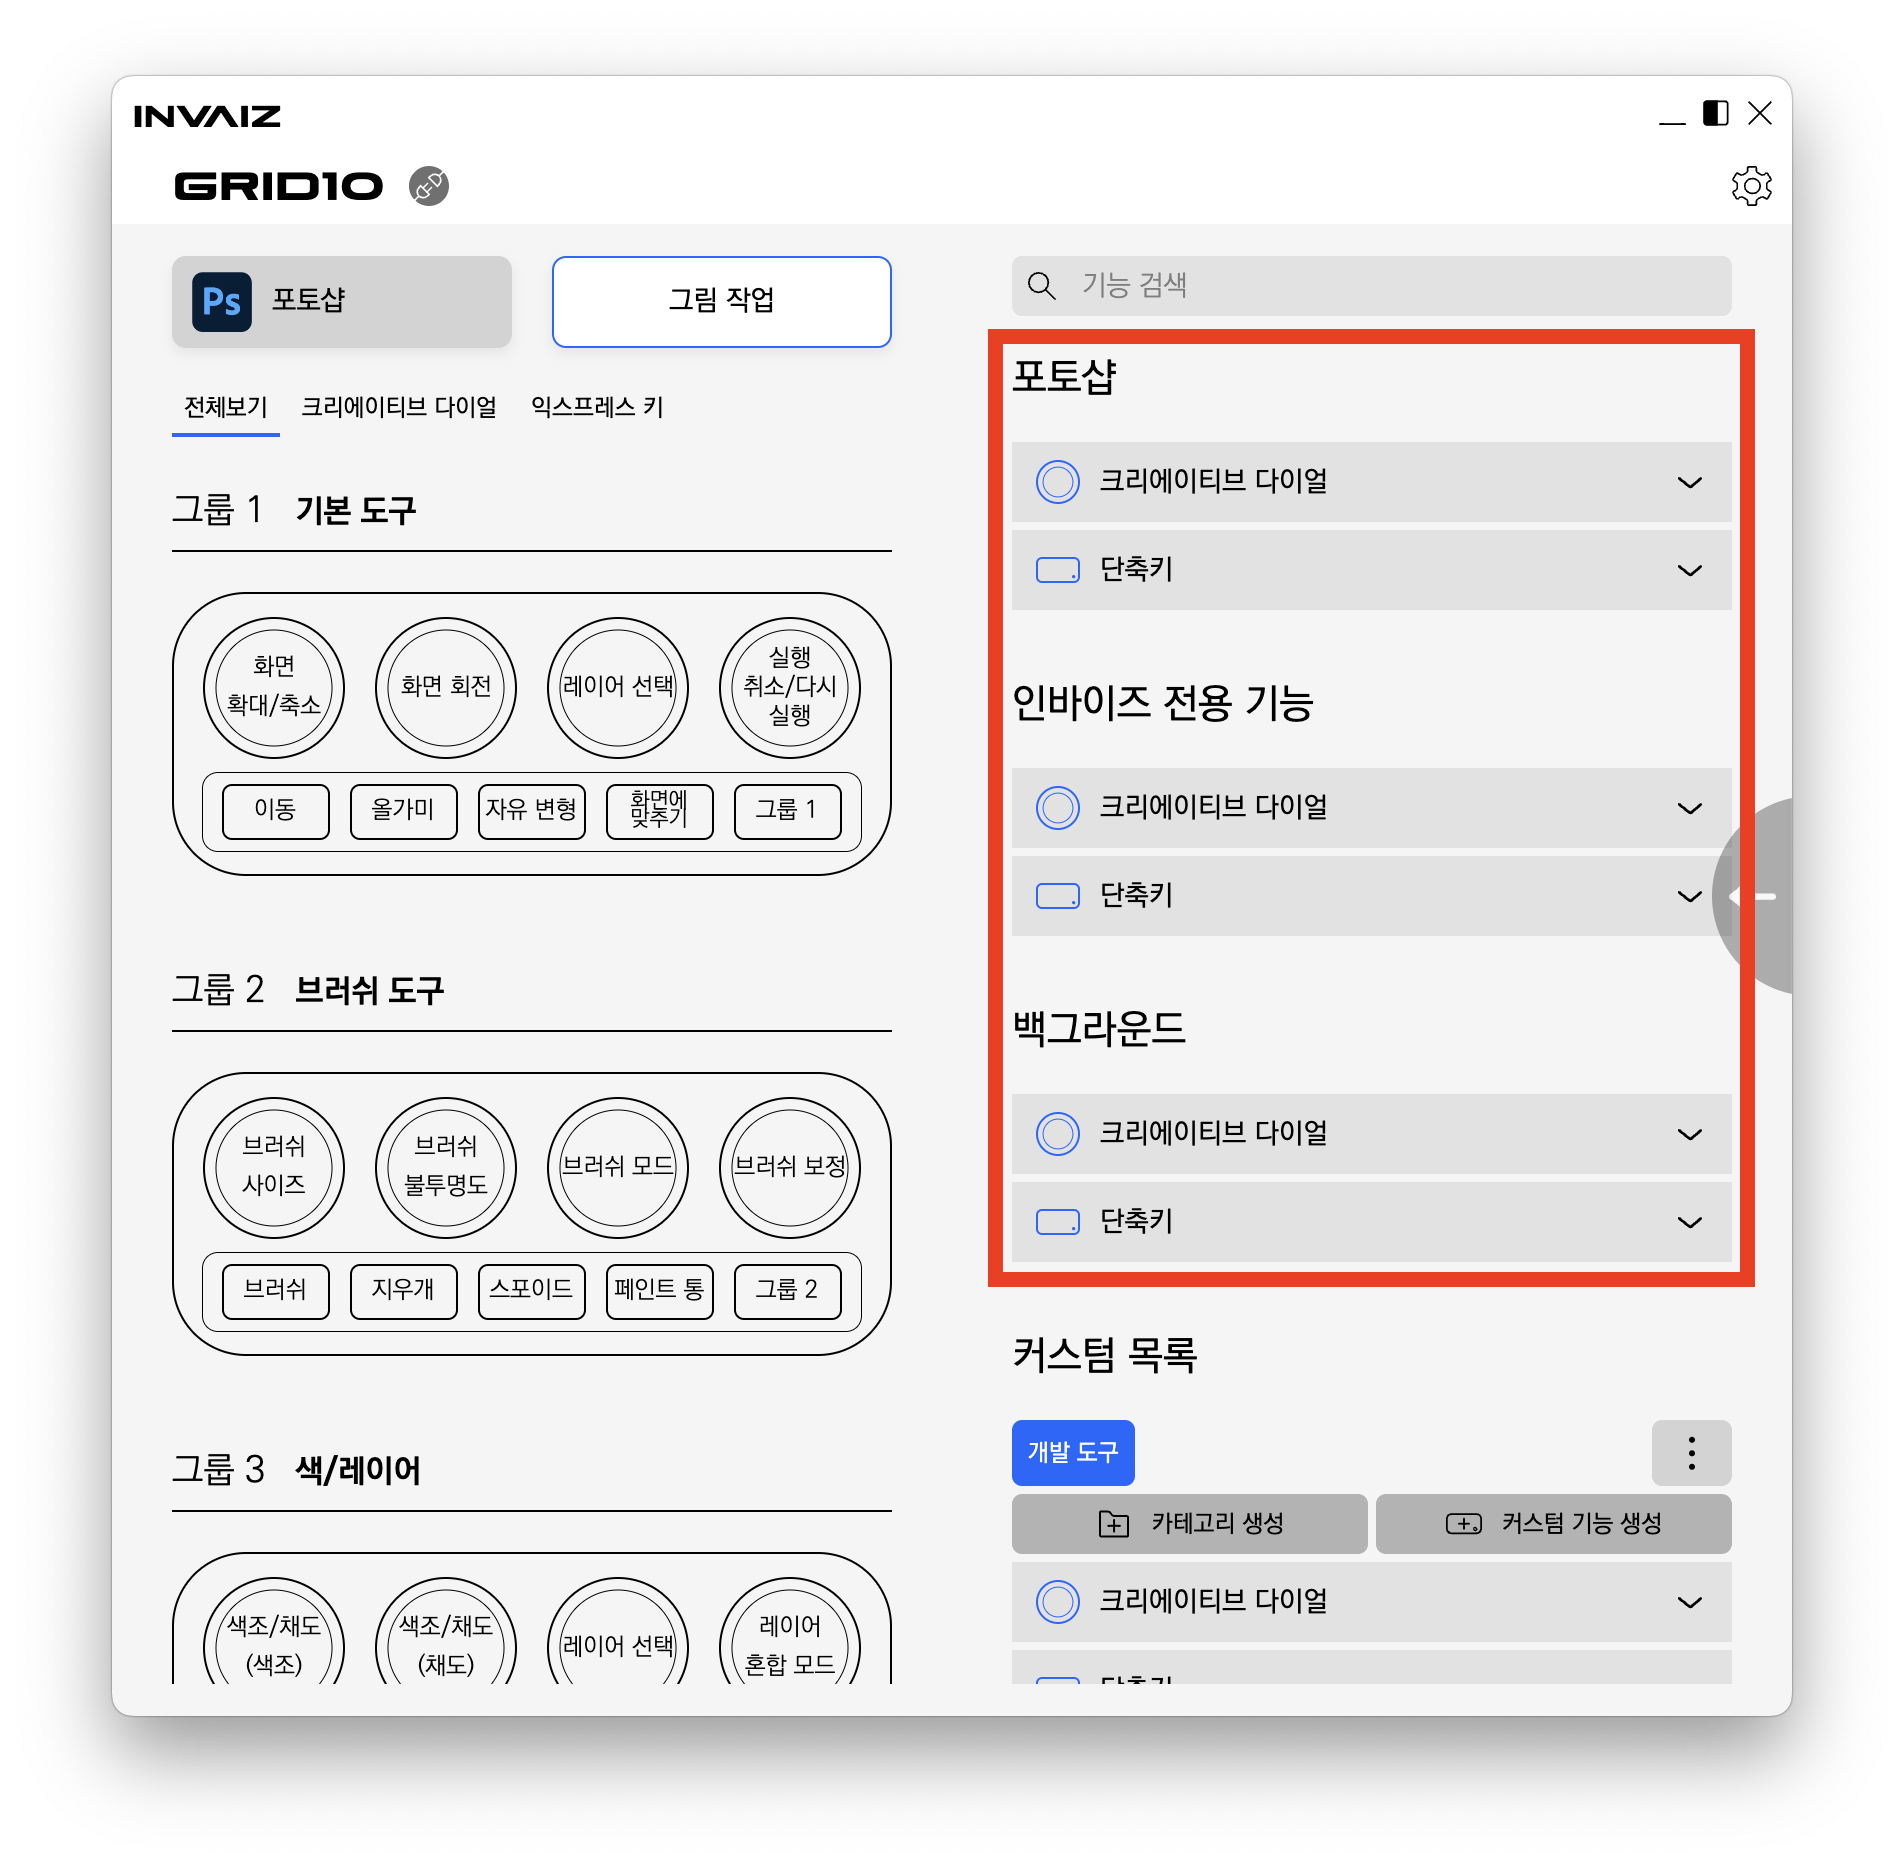 INVAIZ
GRID10
Ps 포토샵
그림 작업
전체보기 크리에이티브 다이얼 익스프레스 키
그룹 1 기본 도구
화면
확대/축소
화면 회전
레이어 선택
실행
취소/다시
실행
이동
올가미
자유 변형
화면에
맞추기
그룹 1
그룹 2 브러쉬 도구
브러쉬
사이즈
브러쉬
불투명도
브러쉬 모드
브러쉬 보정
브러쉬
지우개
스포이드
페인트 통
그룹 2
그룹 3 색/레이어
색조/채도
(색조)
색조/채도
(채도)
레이어 선택
레이어
혼합 모드
기능 검색
포토샵
크리에이티브 다이얼
단축키
인바이즈 전용 기능
크리에이티브 다이얼
단축키
백그라운드
크리에이티브 다이얼
단축키
커스텀 목록
개발 도구
카테고리 생성
커스텀 기능 생성
크리에이티브 다이얼